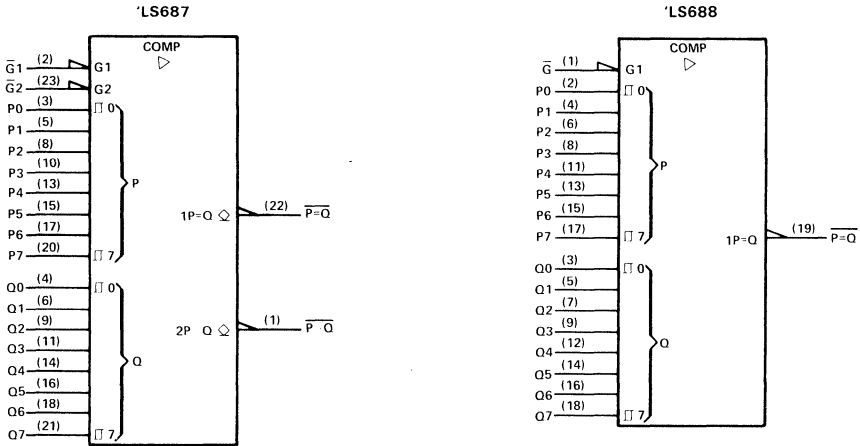 'LS687
COMP
▷
G̅1 (2) G1
G̅2 (23) G2
P0 (3) 0
P1 (5)
P2 (8)
P3 (10)
P4 (13)
P5 (15)
P6 (17)
P7 (20) 7
P
Q0 (4) 0
Q1 (6)
Q2 (9)
Q3 (11)
Q4 (14)
Q5 (16)
Q6 (18)
Q7 (21) 7
Q
1P=Q (22) P=Q
2P Q (1) P Q
'LS688
COMP
▷
G̅ (1) G1
P0 (2) 0
P1 (4)
P2 (6)
P3 (8)
P4 (11)
P5 (13)
P6 (15)
P7 (17) 7
P
Q0 (3) 0
Q1 (5)
Q2 (7)
Q3 (9)
Q4 (12)
Q5 (14)
Q6 (16)
Q7 (18) 7
Q
1P=Q (19) P=Q